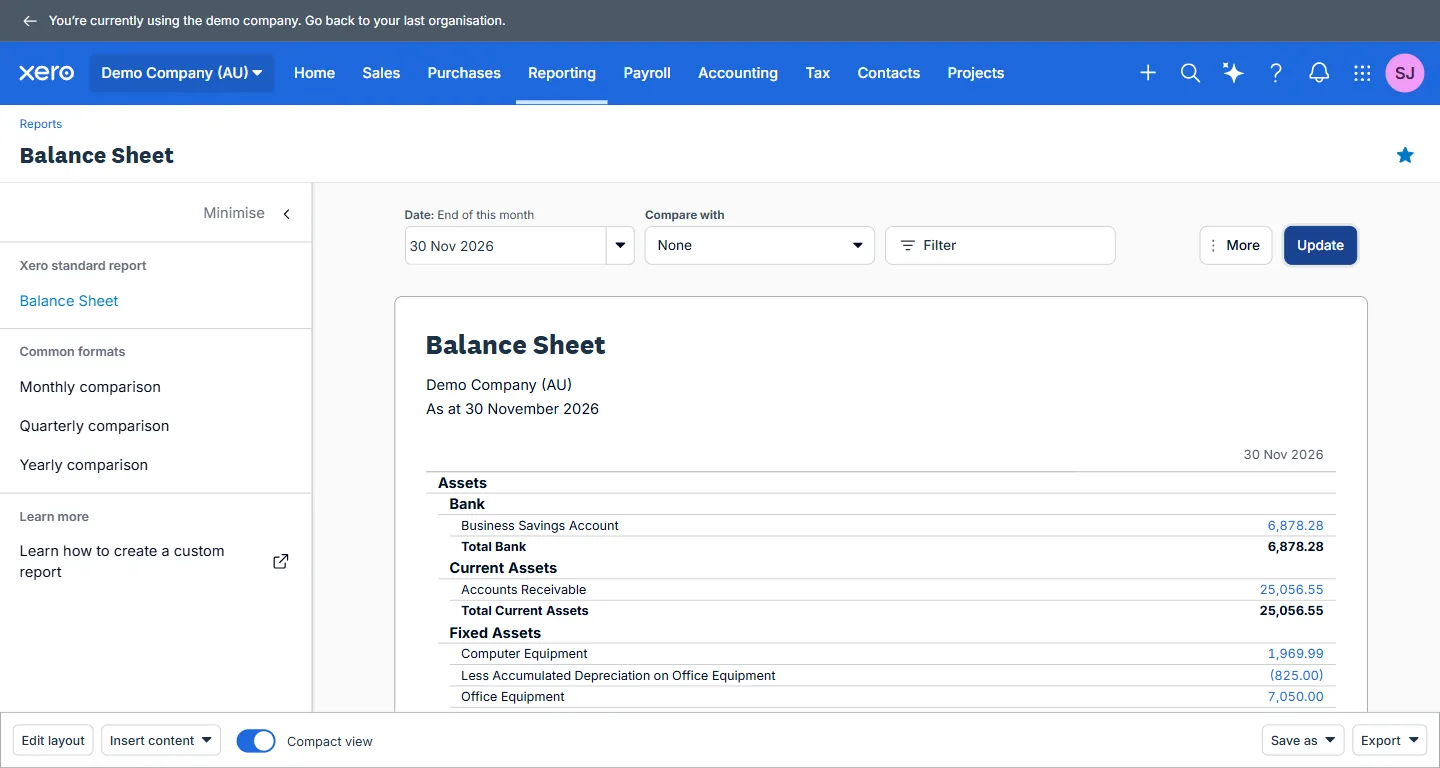 You're currently using the demo company. Go back to your last organisation.
xero Demo Company (AU) Home Sales Purchases Reporting Payroll Accounting Tax Contacts Projects SJ
Reports
Balance Sheet
Minimise
Xero standard report
Balance Sheet
Common formats
Monthly comparison
Quarterly comparison
Yearly comparison
Learn more
Learn how to create a custom
report
Date: End of this month Compare with
30 Nov 2026 None Filter More Update
Balance Sheet
Demo Company (AU)
As at 30 November 2026
30 Nov 2026
Assets
Bank
Business Savings Account 6,878.28
Total Bank 6,878.28
Current Assets
Accounts Receivable 25,056.55
Total Current Assets 25,056.55
Fixed Assets
Computer Equipment 1,969.99
Less Accumulated Depreciation on Office Equipment (825.00)
Office Equipment 7,050.00
Edit layout Insert content Compact view Save as Export